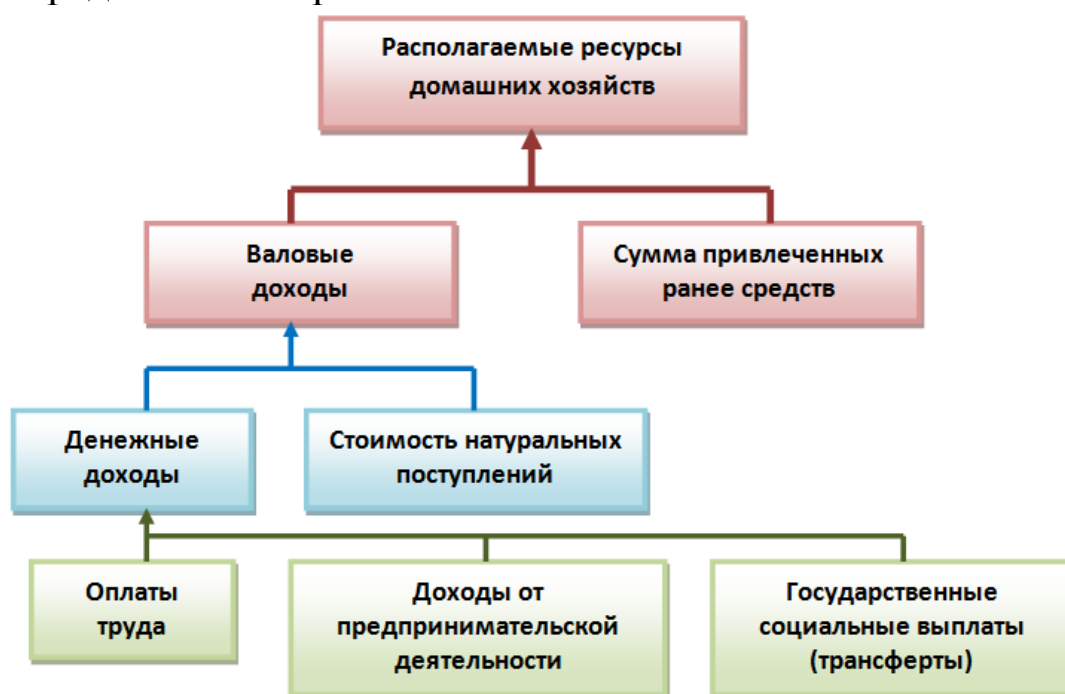 Располагаемые ресурсы
домашних хозяйств
Валовые
доходы
Сумма привлеченных
ранее средств
Денежные
доходы
Стоимость натуральных
поступлений
Оплаты
труда
Доходы от
предпринимательской
деятельности
Государственные
социальные выплаты
(трансферты)